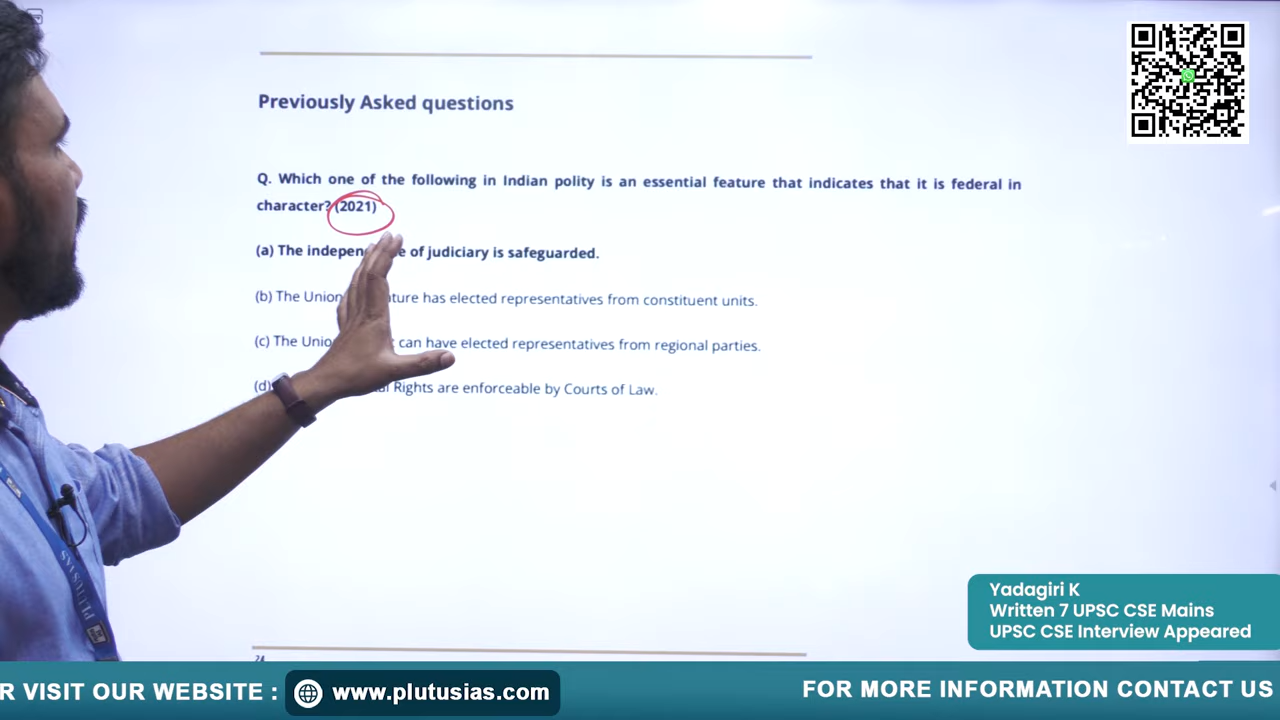 Previously Asked questions
Q. Which one of the following in Indian polity is an essential feature that indicates that it is federal in
character? (2021)
(a) The indepen e of judiciary is safeguarded.
(b) The Union ture has elected representatives from constituent units.
(c) The Unio can have elected representatives from regional parties.
(d) Rights are enforceable by Courts of Law.
PLUTUS IAS
Yadagiri K
Written 7 UPSC CSE Mains
UPSC CSE Interview Appeared
R VISIT OUR WEBSITE : www.plutusias.com
FOR MORE INFORMATION CONTACT US